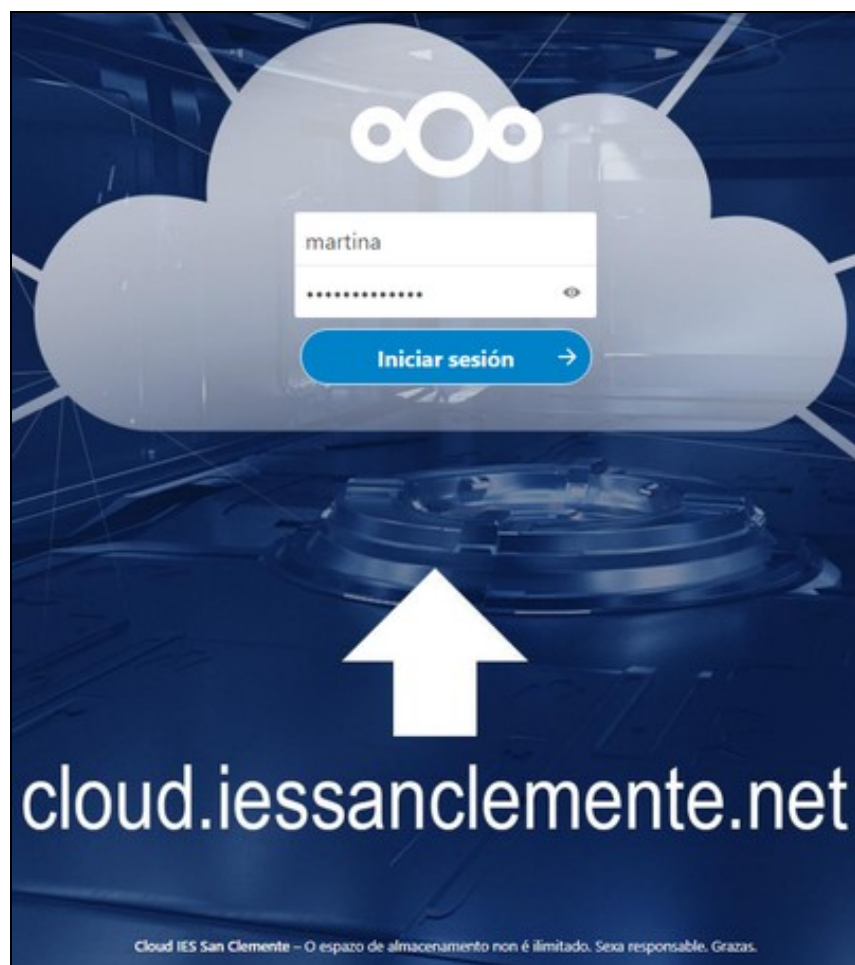 martina
•••••••••••••
Iniciar sesión
cloud.iessanclemente.net
Cloud IES San Clemente – O espazo de almacenamento non é ilimitado. Sexa responsable. Grazas.